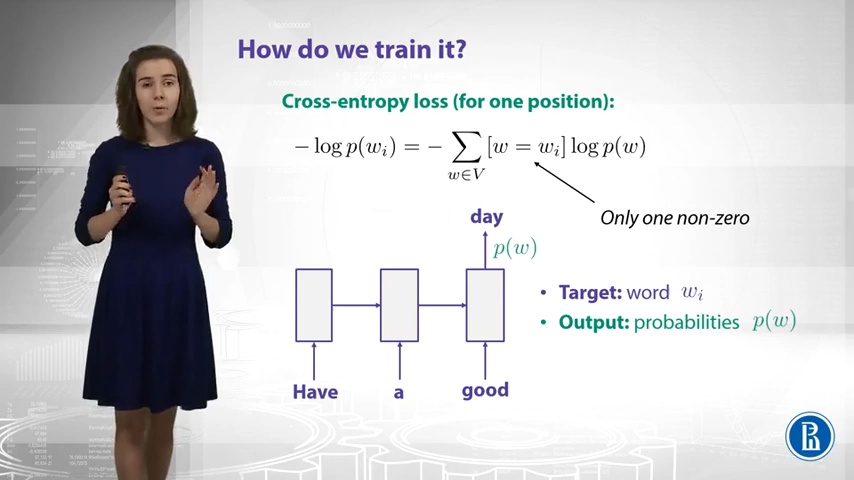 How do we train it?
Cross-entropy loss (for one position):
− log p(wᵢ) = − ∑ [w = wᵢ] log p(w)
w∈V
Only one non-zero
day
p(w)
• Target: word wᵢ
• Output: probabilities p(w)
Have a good